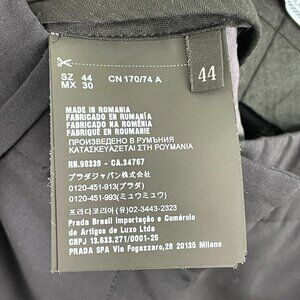 SZ 44 CN 170/74 A
MX 30
44
MADE IN ROMANIA
FABRICADO EN RUMANÍA
FABRICADO NA ROMÉNIA
FABRIQUÉ EN ROUMANIE
ПРОИЗВЕДЕНО В РУМЪНИЯ
ΚΑΤΑΣΚΕΥΑΖΕΤΑΙ ΣΤΗ ΡΟΥΜΑΝΙΑ
RN.96339 - CA.34767
プラダジャパン株式会社
0120-451-913(プラダ)
0120-451-993(ミュウミュウ)
프라다코리아 (유) 02-3443-2323
Prada Brasil Importação e Comércio
de Artigos de Luxo Ltda
CNPJ 13.633.271/0001-26
PRADA SPA Via Fogazzaro, 28 20135 Milano